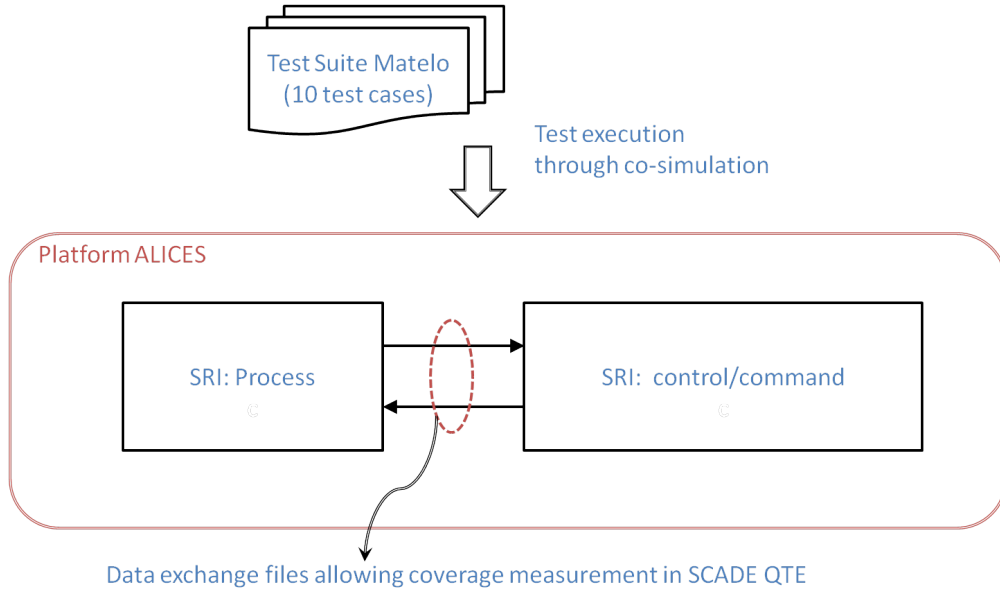 Test Suite Matelo
(10 test cases)
Test execution
through co-simulation
Platform ALICES
SRI: Process
C
SRI: control/command
C
Data exchange files allowing coverage measurement in SCADE QTE